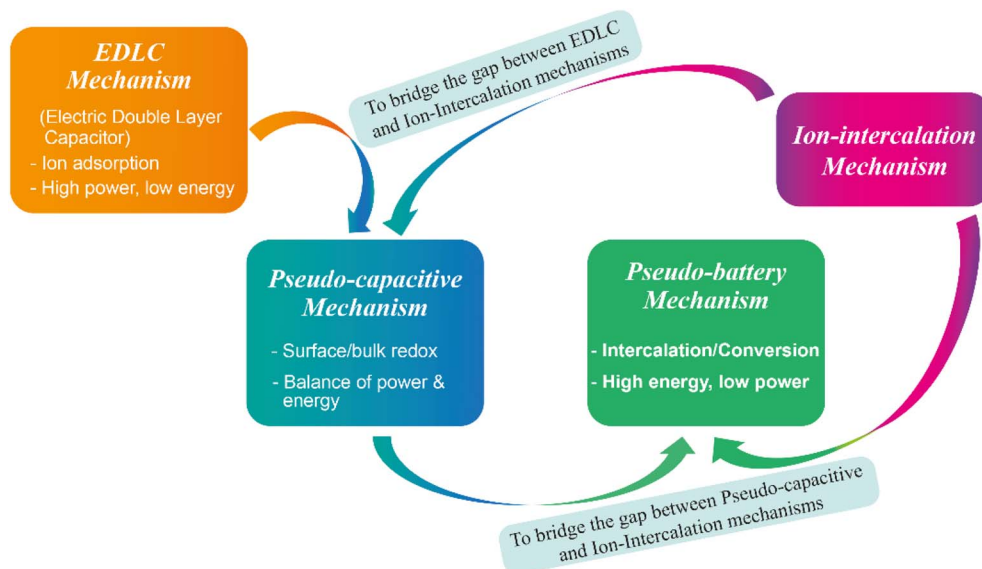 EDLC
Mechanism
(Electric Double Layer
Capacitor)
- Ion adsorption
- High power, low energy
To bridge the gap between EDLC
and Ion-Intercalation mechanisms
Ion-intercalation
Mechanism
Pseudo-capacitive
Mechanism
- Surface/bulk redox
- Balance of power &
energy
Pseudo-battery
Mechanism
- Intercalation/Conversion
- High energy, low power
To bridge the gap between Pseudo-capacitive
and Ion-Intercalation mechanisms